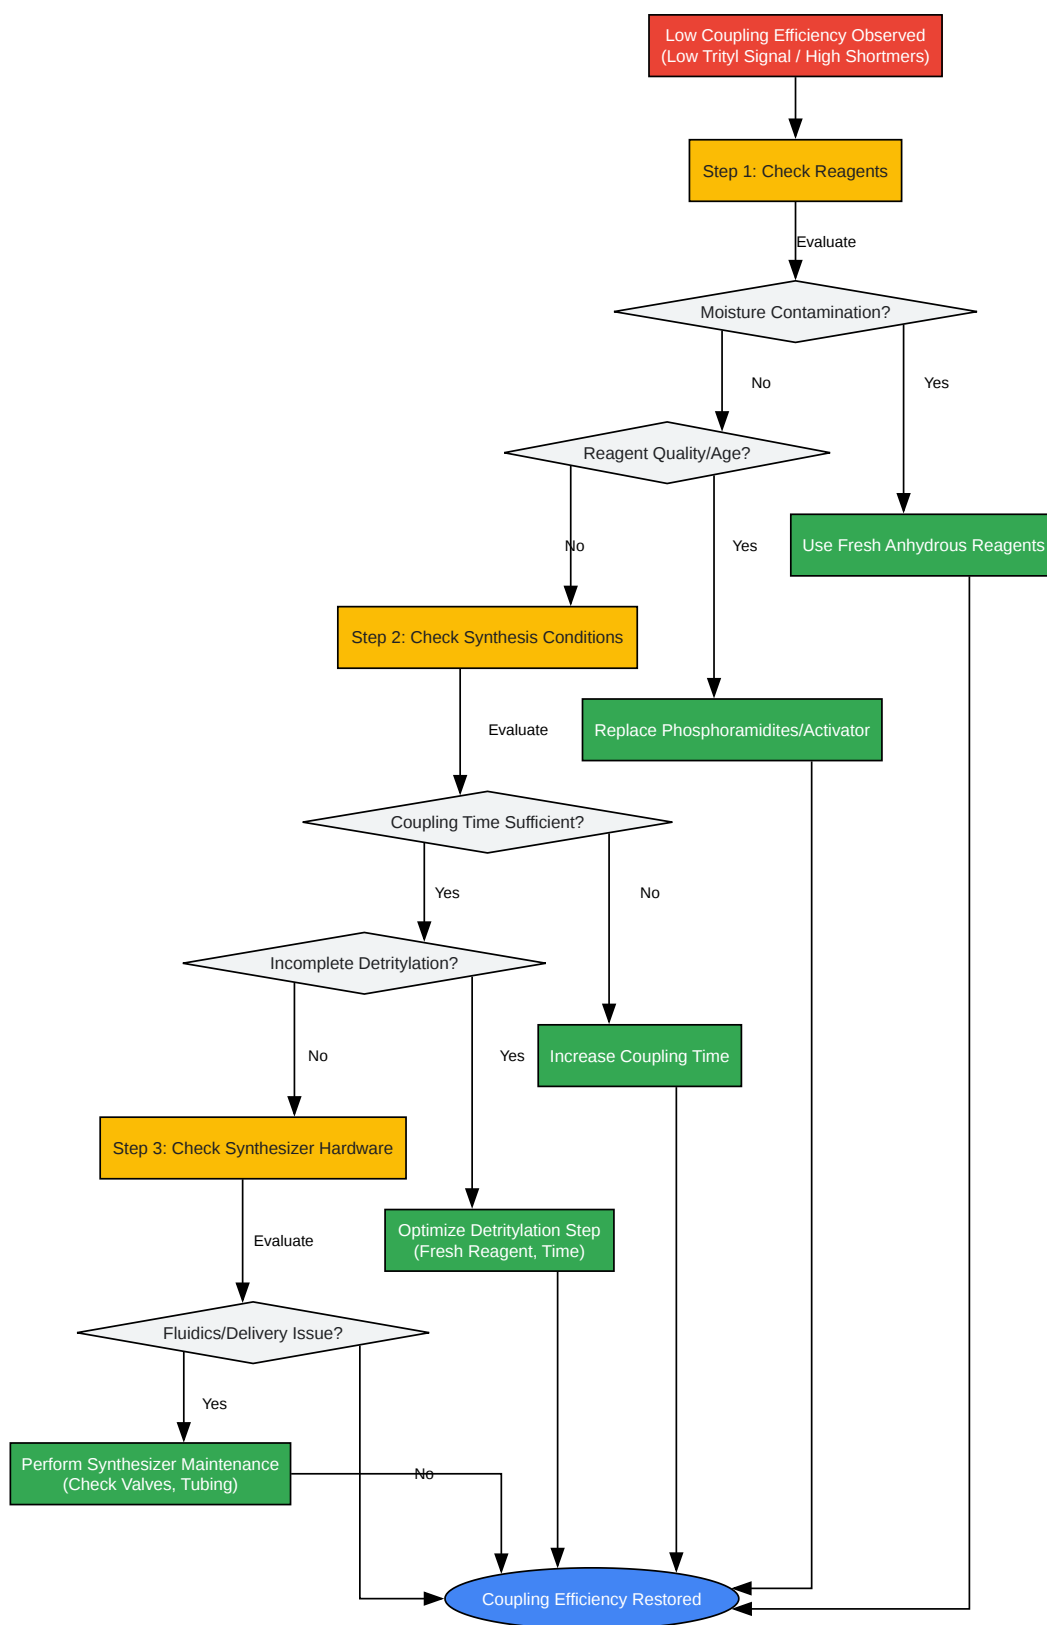 Low Coupling Efficiency Observed
(Low Trityl Signal / High Shortmers)
Step 1: Check Reagents
Evaluate
Moisture Contamination?
No
Yes
Reagent Quality/Age?
No
Yes
Use Fresh Anhydrous Reagents
Step 2: Check Synthesis Conditions
Evaluate
Replace Phosphoramidites/Activator
Coupling Time Sufficient?
Yes
No
Incomplete Detritylation?
No
Yes
Increase Coupling Time
Step 3: Check Synthesizer Hardware
Evaluate
Optimize Detritylation Step
(Fresh Reagent, Time)
Fluidics/Delivery Issue?
Yes
Perform Synthesizer Maintenance
(Check Valves, Tubing)
No
Coupling Efficiency Restored